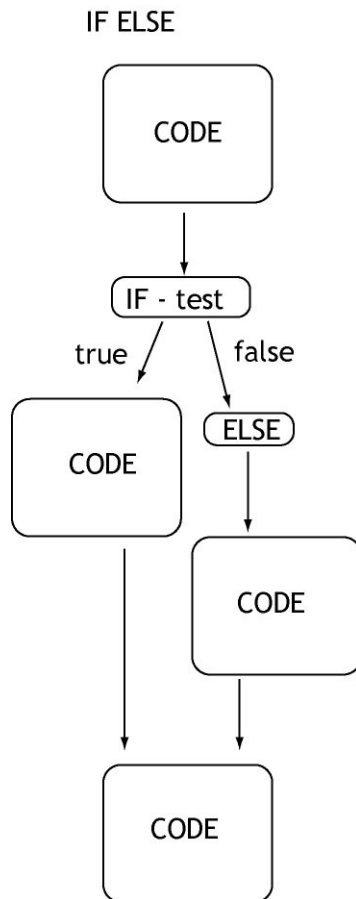 IF ELSE
CODE
IF - test
true
false
CODE
ELSE
CODE
CODE